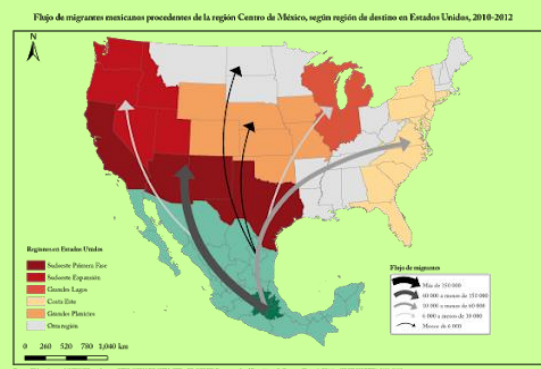 Flujo de migrantes mexicanos procedentes de la región Centro de México, según región de destino en Estados Unidos, 2010-2012
N
Regiones en Estados Unidos
Sudoeste Primera Fase
Sudoeste Expansión
Grandes Lagos
Costa Este
Grandes Planicies
Otra región
0 260 520 780 1,040 km
Flujo de migrantes
Más de 150 000
60 000 a menos de 150 000
30 000 a menos de 60 000
6 000 a menos de 30 000
Menos de 6 000